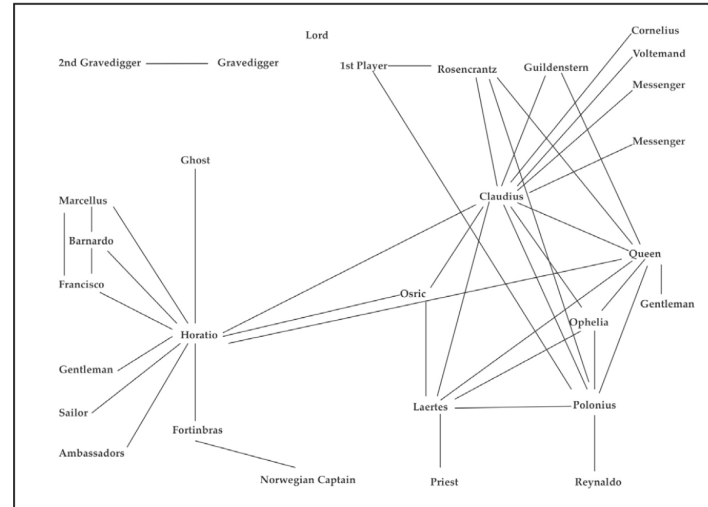 Lord
Cornelius
Voltemand
2nd Gravedigger
Gravedigger
1st Player
Rosencrantz
Guildenstern
Messenger
Messenger
Ghost
Marcellus
Claudius
Barnardo
Queen
Francisco
Osric
Gentleman
Ophelia
Horatio
Gentleman
Sailor
Laertes
Polonius
Fortinbras
Ambassadors
Norwegian Captain
Priest
Reynaldo